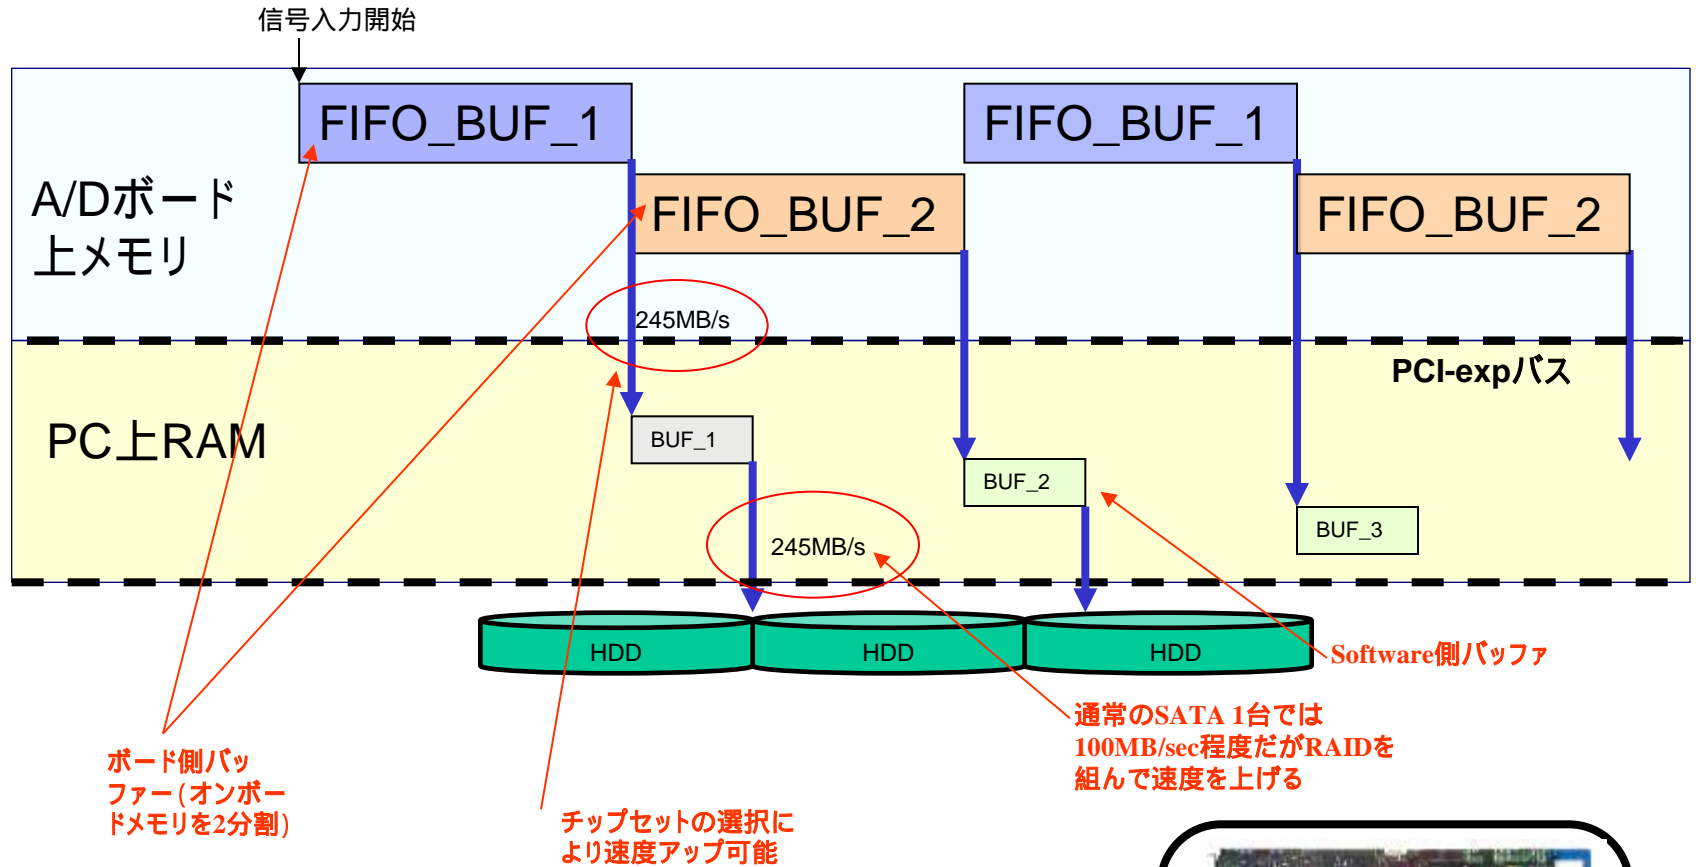 信号入力開始
FIFO_BUF_1
FIFO_BUF_1
A/Dボード
上メモリ
FIFO_BUF_2
FIFO_BUF_2
245MB/s
PCI-expバス
PC上RAM
BUF_1
BUF_2
BUF_3
245MB/s
HDD
HDD
HDD
Software側バッファ
通常のSATA 1台では
100MB/sec程度だがRAIDを
組んで速度を上げる
ボード側バッ
ファー(オンボー
ドメモリを2分割)
チップセットの選択に
より速度アップ可能